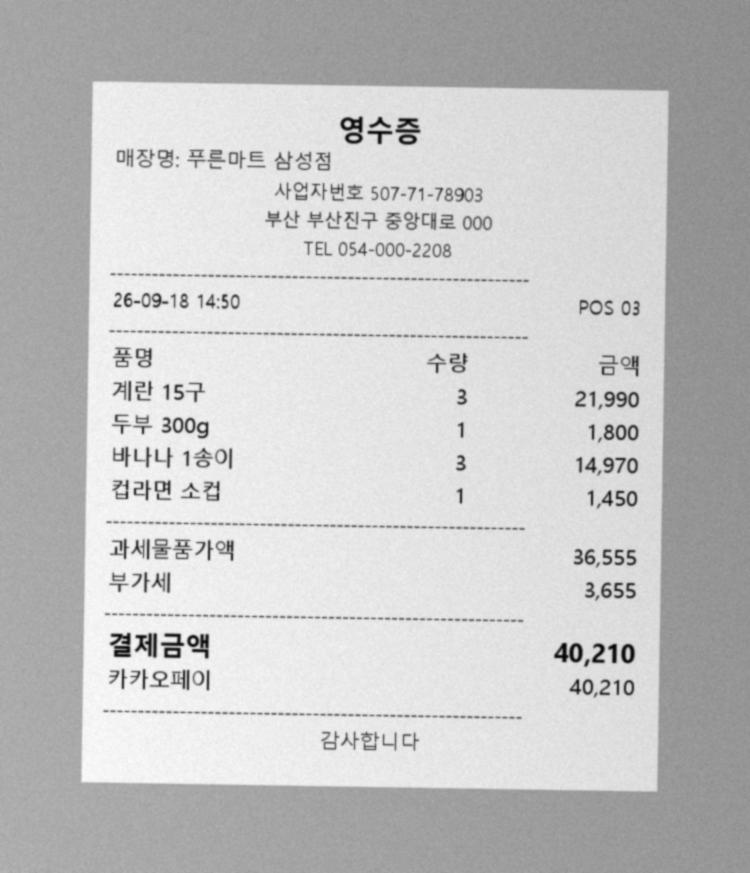 영수증
매장명: 푸른마트 삼성점
사업자번호 507-71-78903
부산 부산진구 중앙대로 000
TEL 054-000-2208
26-09-18 14:50 POS 03
품명 수량 금액
계란 15구 3 21,990
두부 300g 1 1,800
바나나 1송이 3 14,970
컵라면 소컵 1 1,450
과세물품가액 36,555
부가세 3,655
결제금액 40,210
카카오페이 40,210
감사합니다